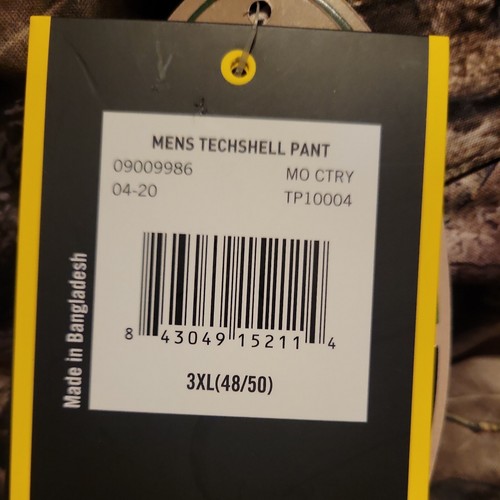 MENS TECHSHELL PANT
09009986 MO CTRY
04-20 TP10004
8 43049 15211 4
3XL(48/50)
Made in Bangladesh